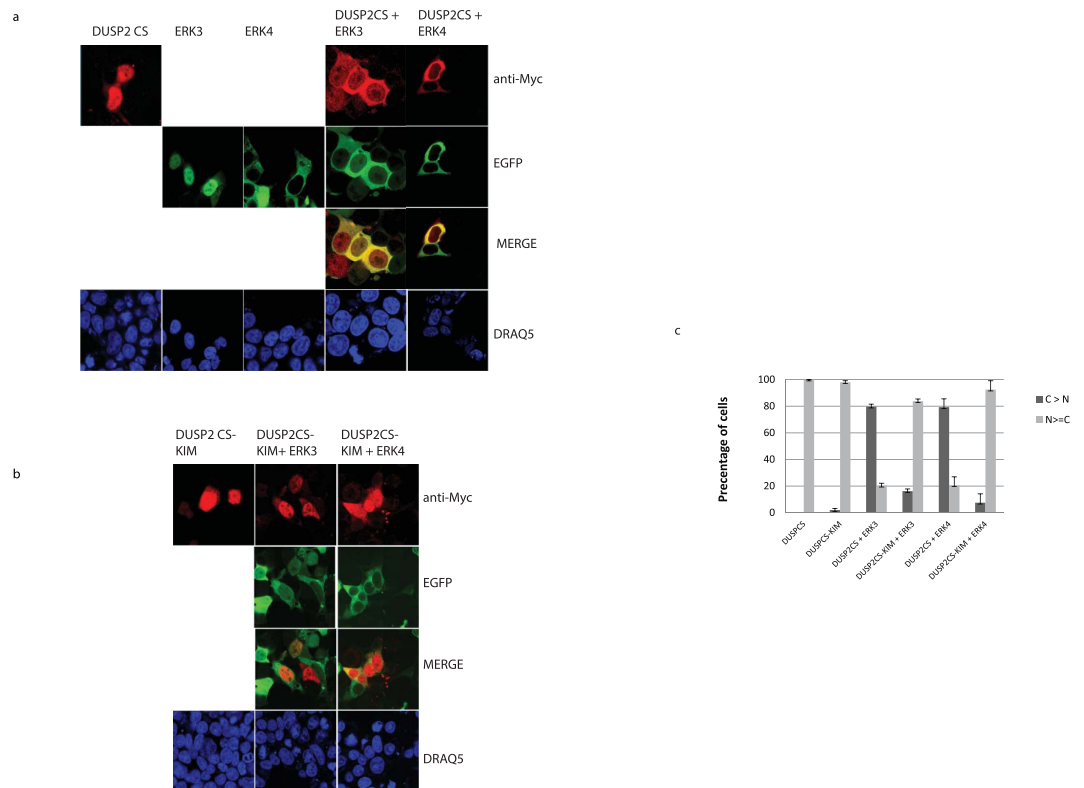 a
DUSP2 CS
ERK3
ERK4
DUSP2CS +
ERK3
DUSP2CS +
ERK4
anti-Myc
EGFP
MERGE
DRAQ5
b
DUSP2 CS-
KIM
DUSP2CS-
KIM+ ERK3
DUSP2CS-
KIM + ERK4
anti-Myc
EGFP
MERGE
DRAQ5
c
Precentage of cells
100
80
60
40
20
0
DUSPCS
DUSPCS-KIM
DUSP2CS + ERK3
DUSP2CS-KIM + ERK3
DUSP2CS + ERK4
DUSP2CS-KIM + ERK4
C > N
N>=C